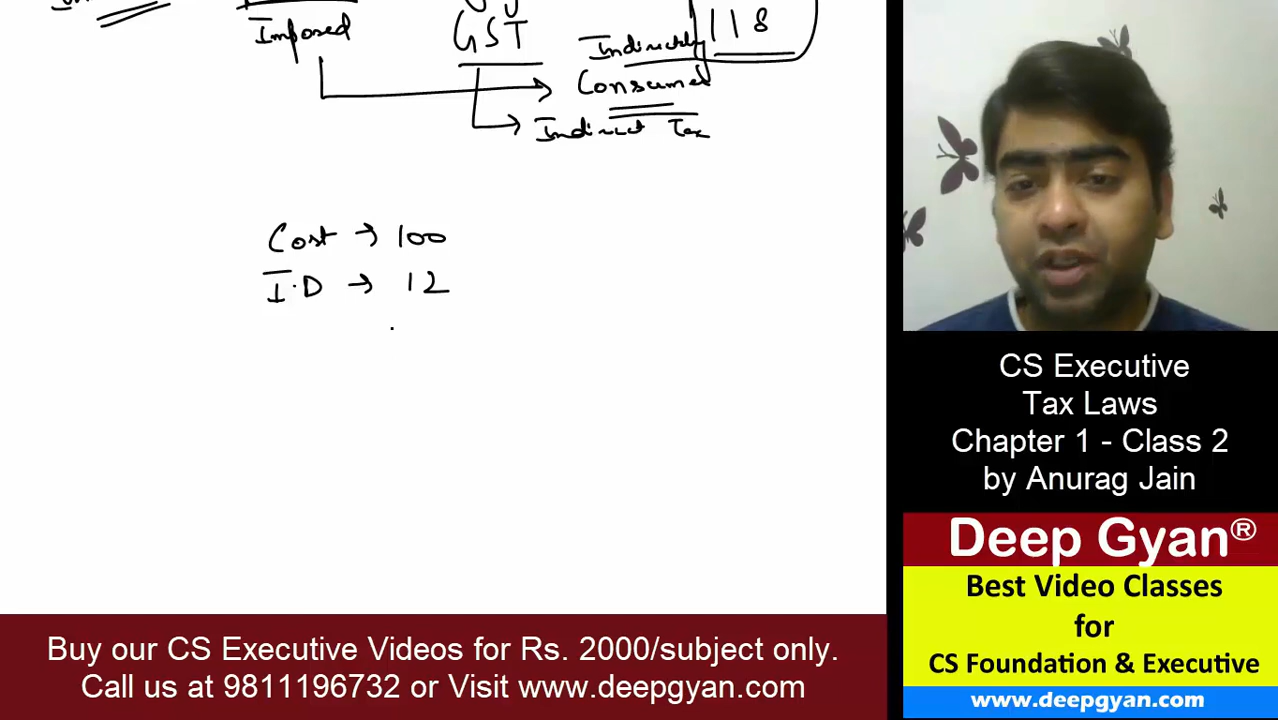 Imposed
GST
118
Indirectly
Consumed
Indirect Tax
Cost → 100
I.D → 12
CS Executive
Tax Laws
Chapter 1 - Class 2
by Anurag Jain
Deep Gyan®
Best Video Classes
for
CS Foundation & Executive
www.deepgyan.com
Buy our CS Executive Videos for Rs. 2000/subject only.
Call us at 9811196732 or Visit www.deepgyan.com